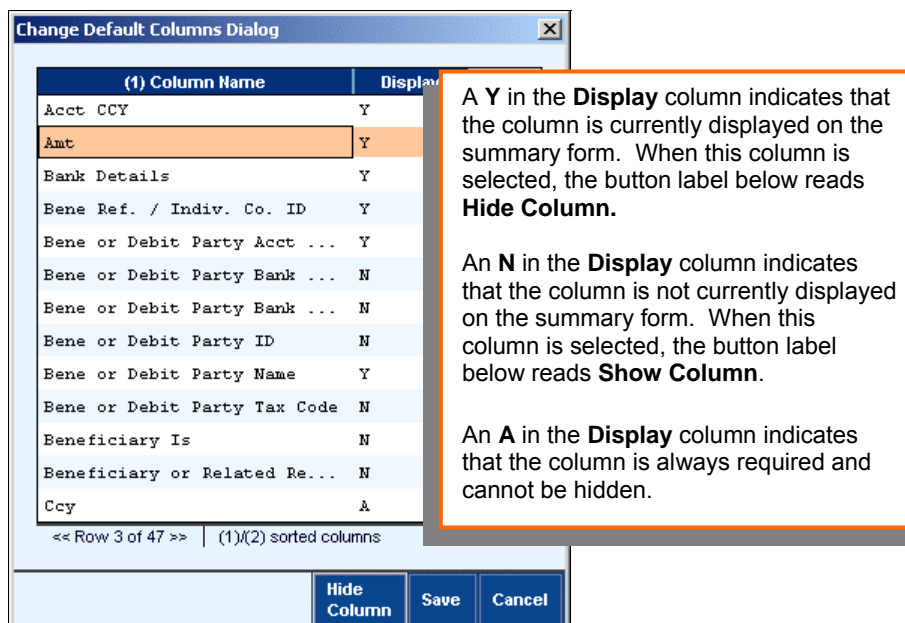 Change Default Columns Dialog
(1) Column Name
Acct CCY Y
Amt Y
Bank Details Y
Bene Ref. / Indiv. Co. ID Y
Bene or Debit Party Acct ... Y
Bene or Debit Party Bank ... N
Bene or Debit Party Bank ... N
Bene or Debit Party ID N
Bene or Debit Party Name Y
Bene or Debit Party Tax Code N
Beneficiary Is N
Beneficiary or Related Re... N
Ccy A
<< Row 3 of 47 >> (1)/(2) sorted columns
Hide
Column
Save
Cancel
A Y in the Display column indicates that
the column is currently displayed on the
summary form. When this column is
selected, the button label below reads
Hide Column.
An N in the Display column indicates
that the column is not currently displayed
on the summary form. When this
column is selected, the button label
below reads Show Column.
An A in the Display column indicates
that the column is always required and
cannot be hidden.